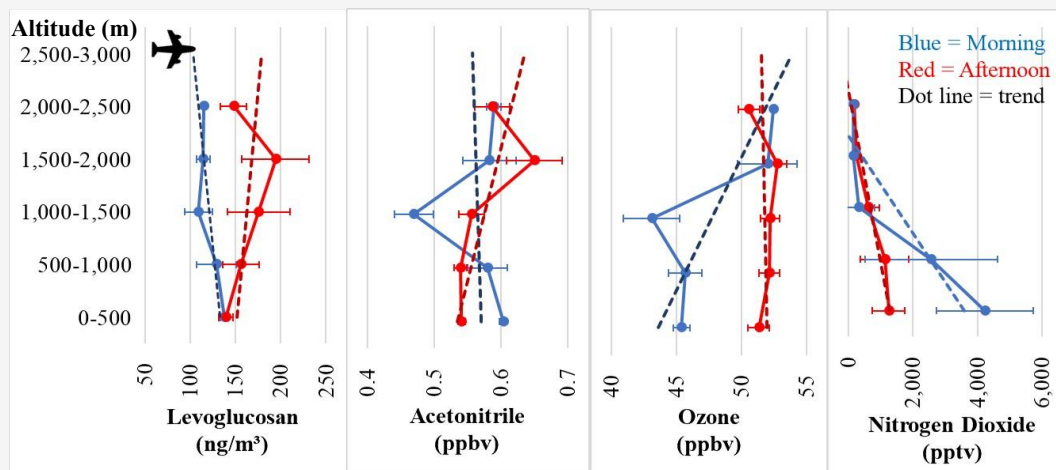 Altitude (m)
2,500-3,000
2,000-2,500
1,500-2,000
1,000-1,500
500-1,000
0-500
Blue = Morning
Red = Afternoon
Dot line = trend
50
100
150
200
250
Levoglucosan
(ng/m³)
0.4
0.5
0.6
0.7
Acetonitrile
(ppbv)
40
45
50
55
Ozone
(ppbv)
0
2,000
4,000
6,000
Nitrogen Dioxide
(pptv)